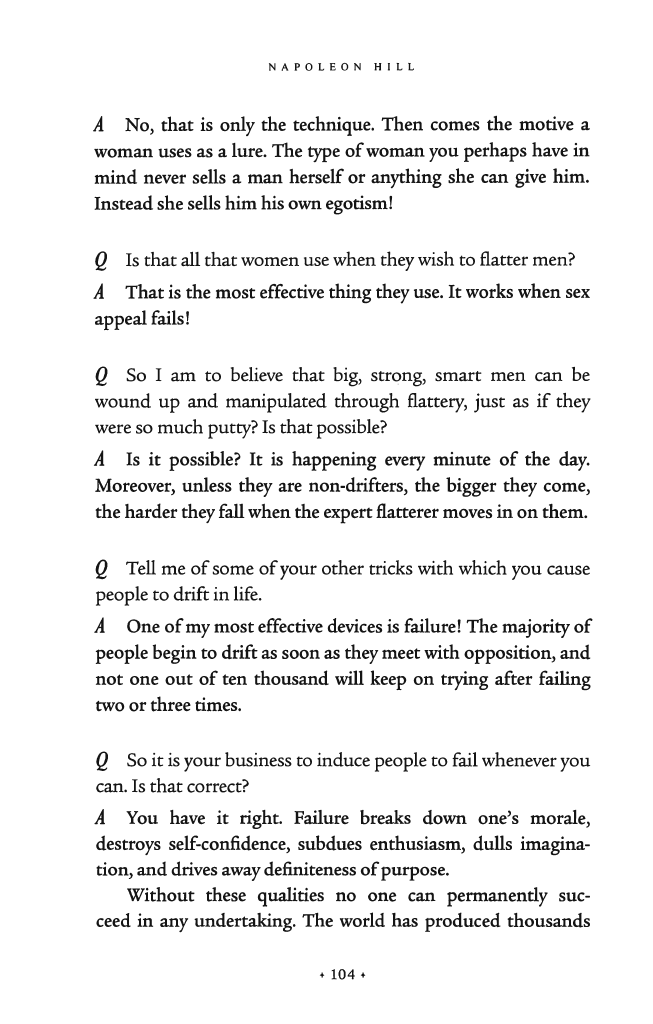 NAPOLEON HILL
A No, that is only the technique. Then comes the motive a
woman uses as a lure. The type of woman you perhaps have in
mind never sells a man herself or anything she can give him.
Instead she sells him his own egotism!
Q Is that all that women use when they wish to flatter men?
A That is the most effective thing they use. It works when sex
appeal fails!
Q So I am to believe that big, strong, smart men can be
wound up and manipulated through flattery, just as if they
were so much putty? Is that possible?
A Is it possible? It is happening every minute of the day.
Moreover, unless they are non-drifters, the bigger they come,
the harder they fall when the expert flatterer moves in on them.
Q Tell me of some of your other tricks with which you cause
people to drift in life.
A One of my most effective devices is failure! The majority of
people begin to drift as soon as they meet with opposition, and
not one out of ten thousand will keep on trying after failing
two or three times.
Q So it is your business to induce people to fail whenever you
can. Is that correct?
A You have it right. Failure breaks down one's morale,
destroys self-confidence, subdues enthusiasm, dulls imagina-
tion, and drives away definiteness of purpose.
Without these qualities no one can permanently suc-
ceed in any undertaking. The world has produced thousands
• 104 •